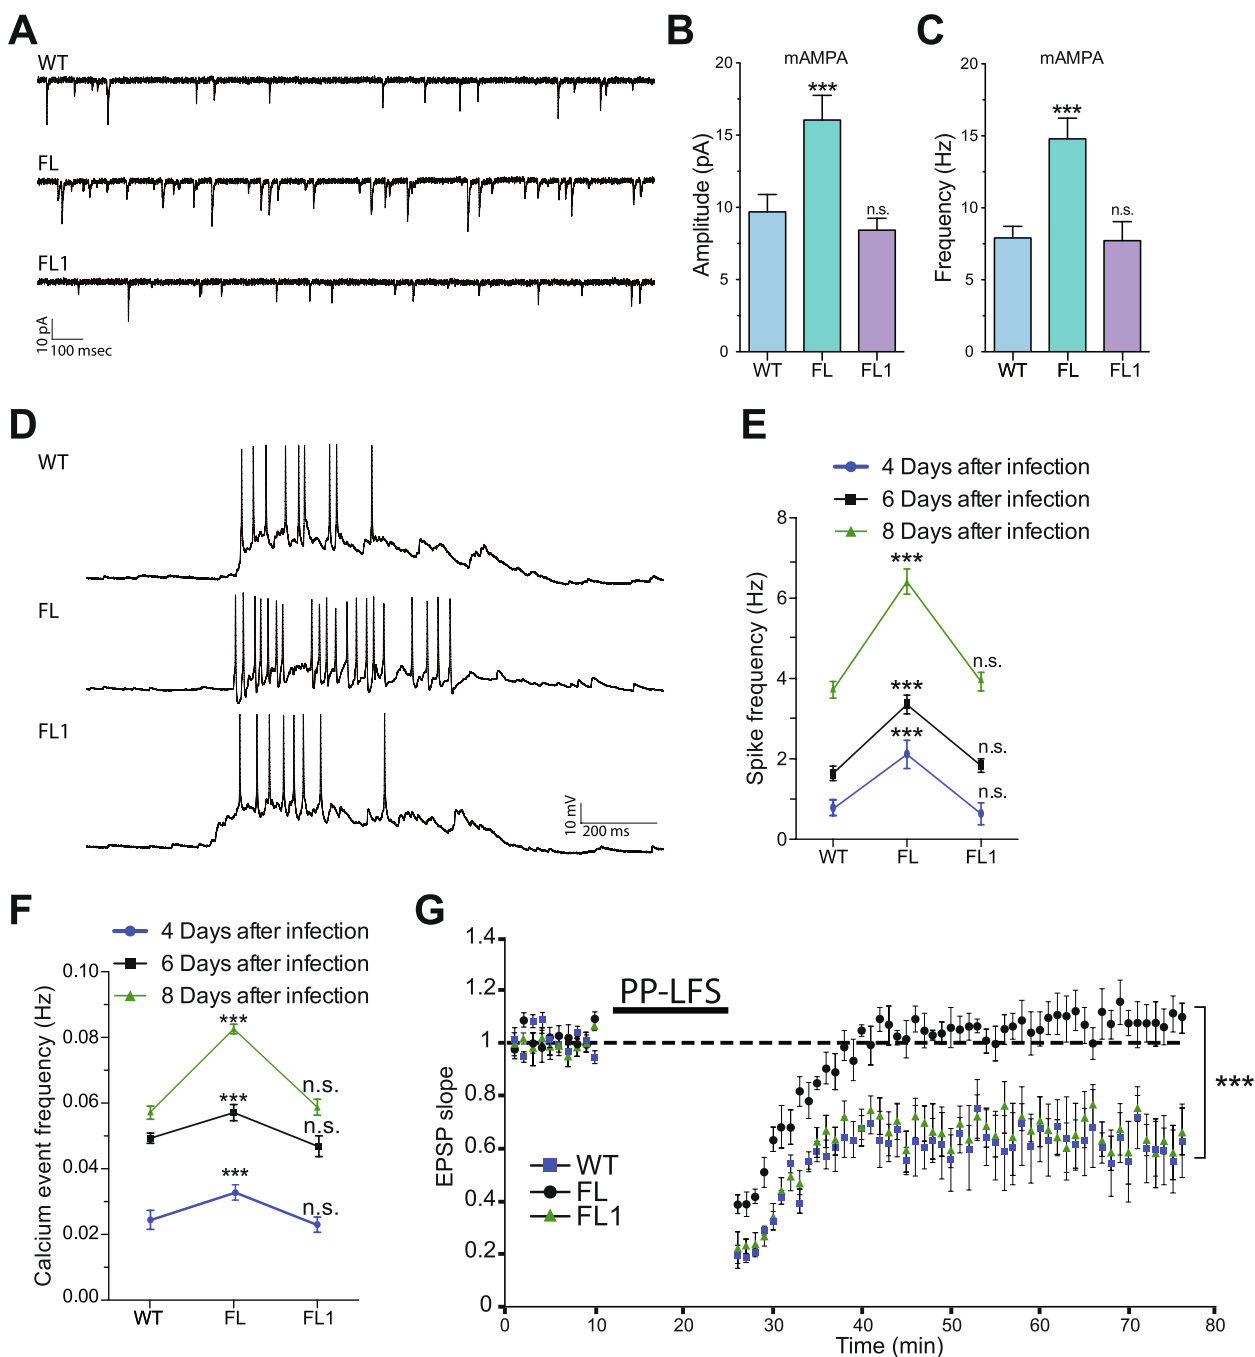 A
WT
FL
FL1
10 pA
100 msec
B
mAMPA
Amplitude (pA)
20
15
10
5
0
***
n.s.
WT FL FL1
C
mAMPA
Frequency (Hz)
20
15
10
5
0
***
n.s.
WT FL FL1
D
WT
FL
FL1
10 mV
200 ms
E
4 Days after infection
6 Days after infection
8 Days after infection
Spike frequency (Hz)
8
6
4
2
0
***
n.s.
***
***
n.s.
n.s.
WT FL FL1
F
4 Days after infection
6 Days after infection
8 Days after infection
Calcium event frequency (Hz)
0.10
0.08
0.06
0.04
0.02
0.00
***
n.s.
***
n.s.
***
n.s.
WT FL FL1
G
EPSP slope
1.4
1.2
1
0.8
0.6
0.4
0.2
0
PP-LFS
***
WT
FL
FL1
0 10 20 30 40 50 60 70 80
Time (min)